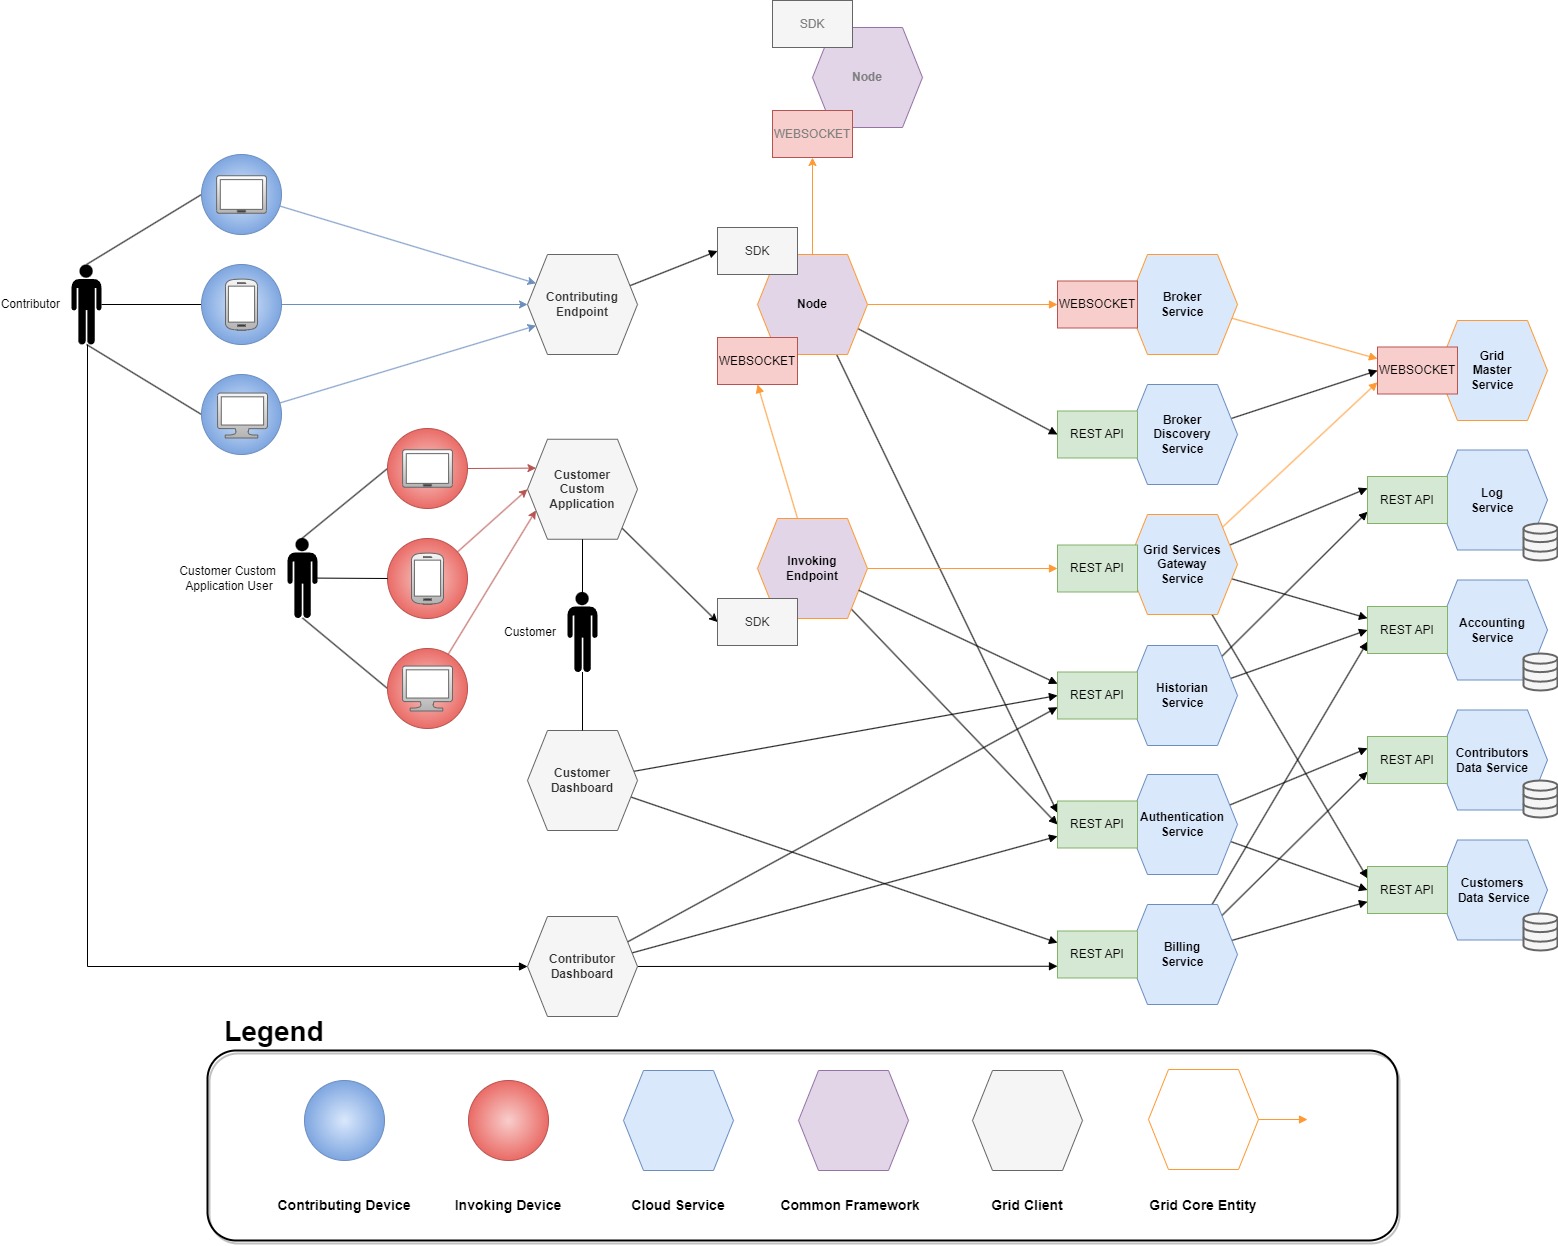 SDK
Node
WEBSOCKET
Contributor
Contributing
Endpoint
SDK
Node
WEBSOCKET
WEBSOCKET
Broker
Service
WEBSOCKET
Grid
Master
Service
REST API
Broker
Discovery
Service
Customer
Custom
Application
REST API
Log
Service
Customer Custom
Application User
Invoking
Endpoint
SDK
REST API
Grid Services
Gateway
Service
Customer
REST API
Accounting
Service
REST API
Historian
Service
Customer
Dashboard
REST API
Contributors
Data Service
REST API
Authentication
Service
REST API
Customers
Data Service
Contributor
Dashboard
REST API
Billing
Service
Legend
Contributing Device
Invoking Device
Cloud Service
Common Framework
Grid Client
Grid Core Entity